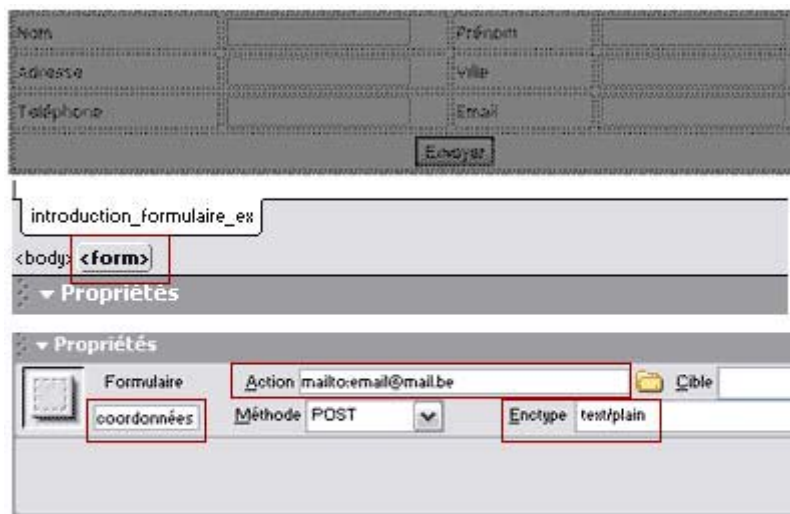 Nom Prénom
Adresse Ville
Téléphone Email
Envoyer
introduction_formulaire_ex
<body> <form>
Propriétés
Propriétés
Formulaire Action mailto:email@mail.be Cible
coordonnées Méthode POST Enctype text/plain